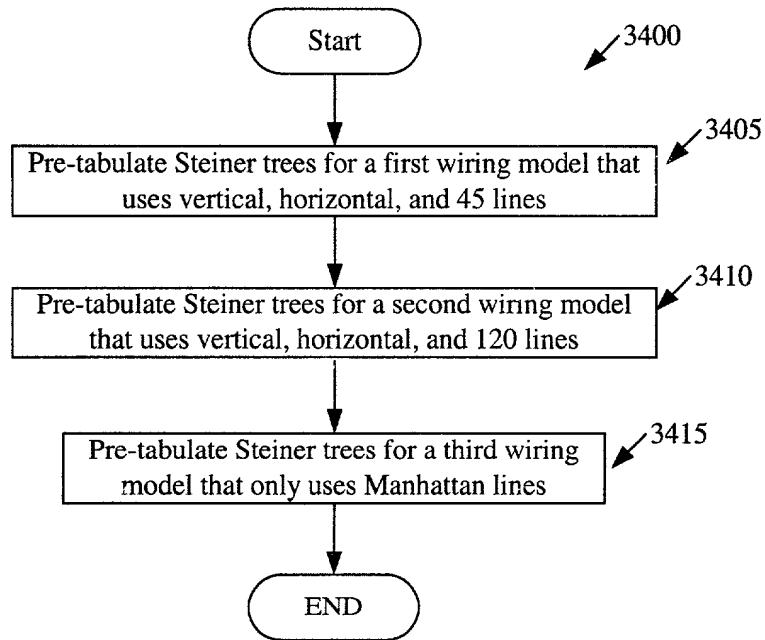 Start
3400
3405
Pre-tabulate Steiner trees for a first wiring model that
uses vertical, horizontal, and 45 lines
3410
Pre-tabulate Steiner trees for a second wiring model
that uses vertical, horizontal, and 120 lines
3415
Pre-tabulate Steiner trees for a third wiring
model that only uses Manhattan lines
END